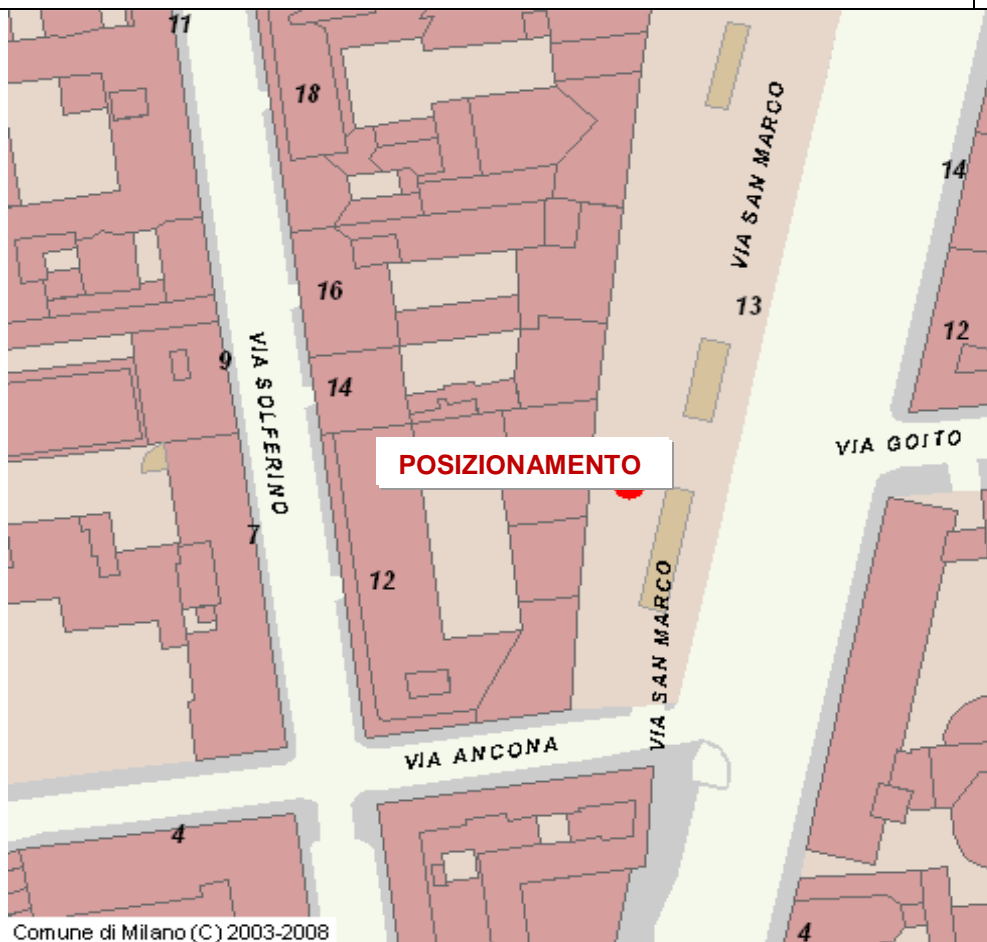 11
18
VIA SAN MARCO
14
16
13
12
9
VIA SOLFERINO
14
VIA GOITO
POSIZIONAMENTO
7
12
VIA SAN MARCO
VIA ANCONA
4
4
Comune di Milano (C) 2003-2008